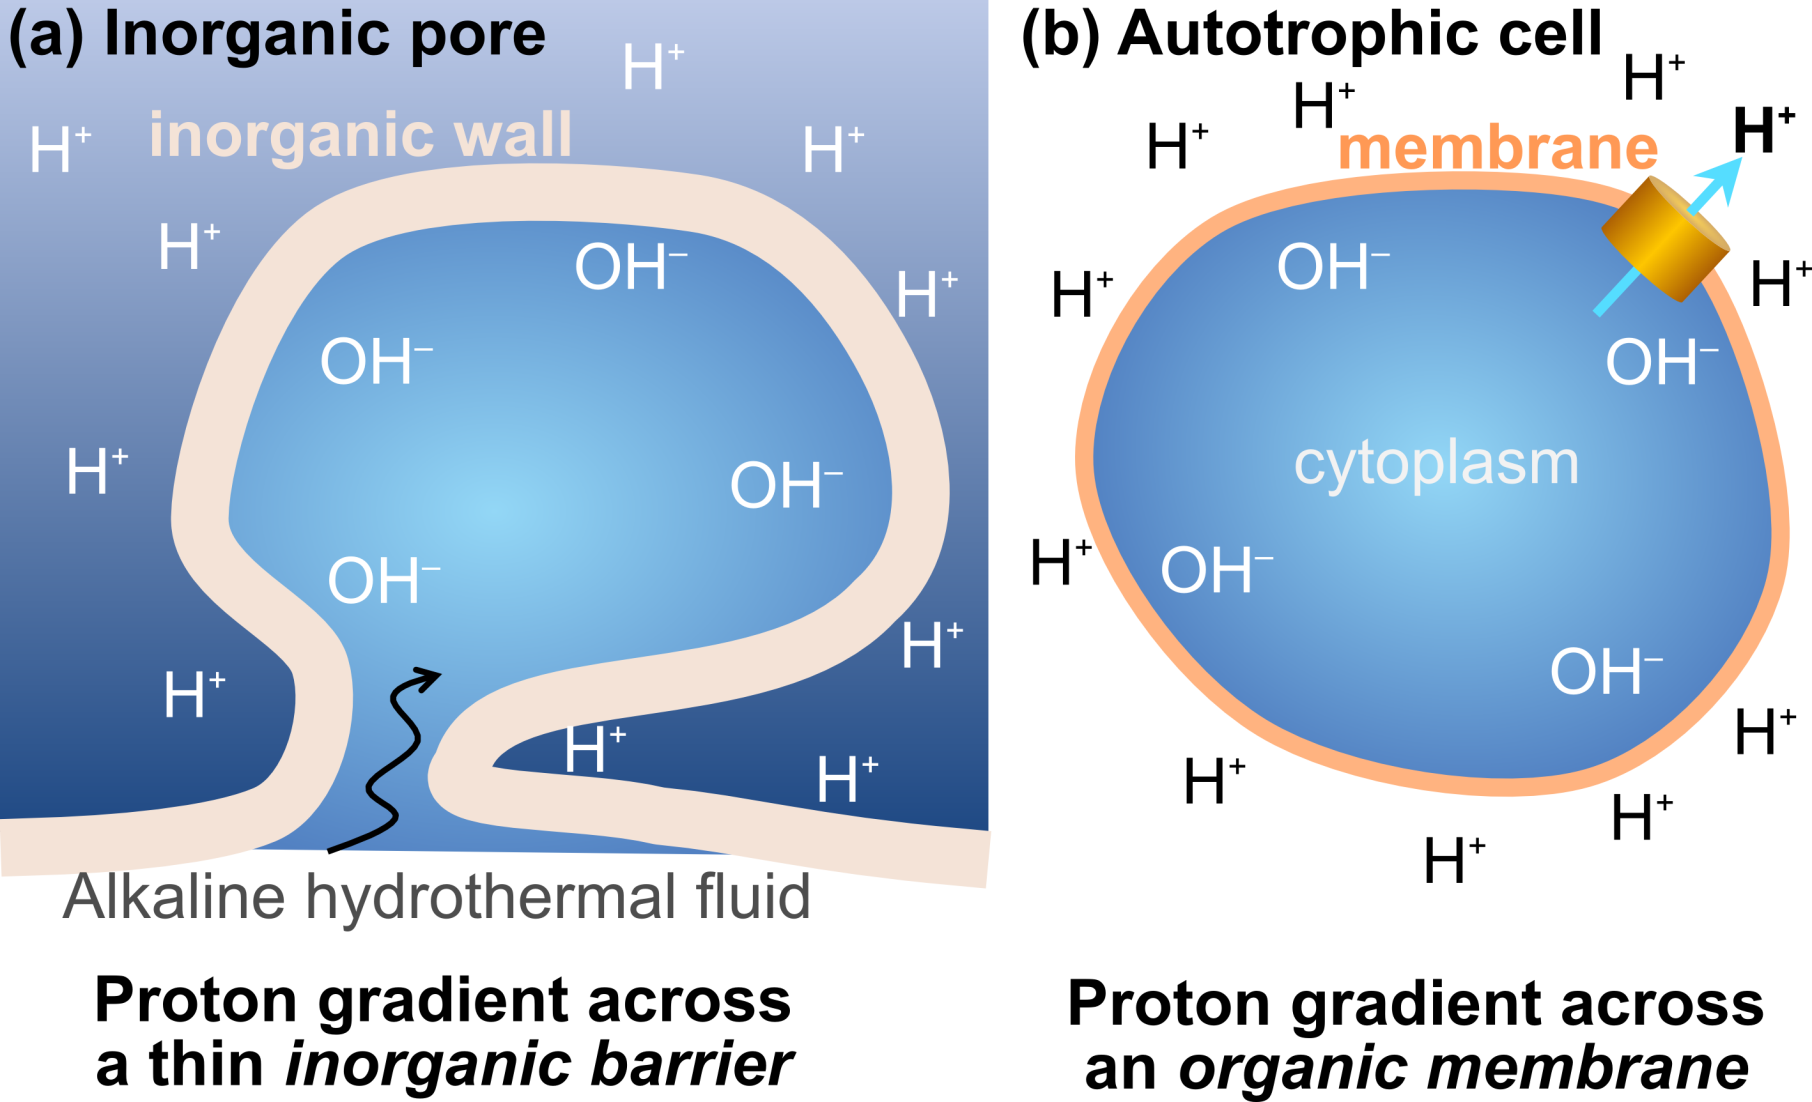 (a) Inorganic pore
H⁺
H⁺
inorganic wall
H⁺
H⁺
OH⁻
H⁺
OH⁻
H⁺
OH⁻
OH⁻
H⁺
H⁺
H⁺
H⁺
Alkaline hydrothermal fluid
Proton gradient across
a thin inorganic barrier
(b) Autotrophic cell
H⁺
H⁺
H⁺
H⁺
membrane
OH⁻
H⁺
H⁺
OH⁻
cytoplasm
H⁺
OH⁻
OH⁻
H⁺
H⁺
H⁺
H⁺
Proton gradient across
an organic membrane